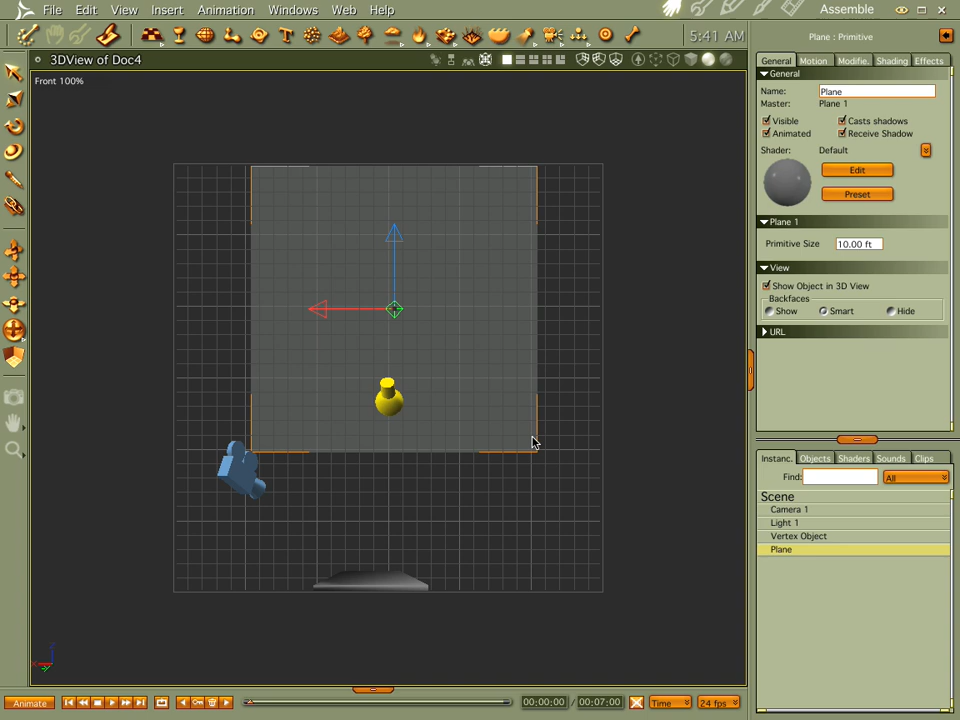 File Edit View Insert Animation Windows Web Help Assemble
5:41 AM
3DView of Doc4
Front 100%
Plane : Primitive
General Motion Modifie. Shading Effects
General
Name: Plane
Master: Plane 1
Visible Casts shadows
Animated Receive Shadow
Shader: Default
Edit
Preset
Plane 1
Primitive Size 10.00 ft
View
Show Object in 3D View
Backfaces
Show Smart Hide
URL
Instanc. Objects Shaders Sounds Clips
Find: All
Scene
Camera 1
Light 1
Vertex Object
Plane
Animate 00:00:00 / 00:07:00 Time 24 fps